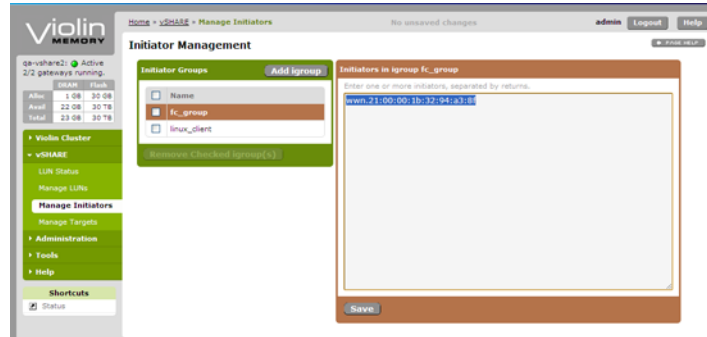 Violin
MEMORY
Home » vSHARE » Manage Initiators
No unsaved changes
admin Logout Help
Initiator Management
PAGE HELP
qa-vshare2: Active
2/2 gateways running.
DRAM Flash
Alloc 1 GB 30 GB
Avail 22 GB 30 TB
Total 23 GB 30 TB
Violin Cluster
vSHARE
LUN Status
Manage LUNs
Manage Initiators
Manage Targets
Administration
Tools
Help
Shortcuts
Status
Initiator Groups Add igroup
Name
fc_group
linux_client
Remove Checked igroup(s)
Initiators in igroup fc_group
Enter one or more initiators, separated by returns.
wwn.21:00:00:1b:32:94:a3:8f
Save